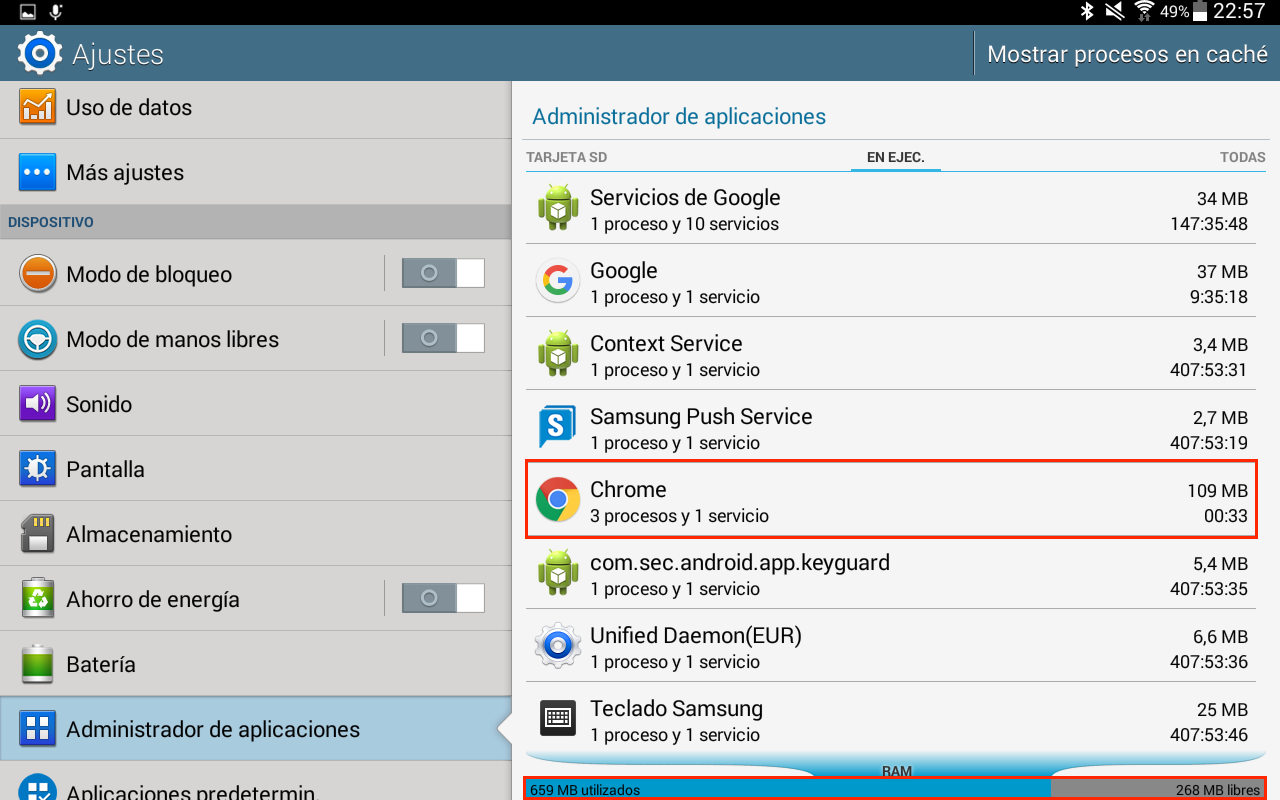 49% 22:57
Ajustes
Mostrar procesos en caché
Uso de datos
Más ajustes
DISPOSITIVO
Modo de bloqueo
Modo de manos libres
Sonido
Pantalla
Almacenamiento
Ahorro de energía
Batería
Administrador de aplicaciones
Aplicaciones predetermin.
Administrador de aplicaciones
TARJETA SD EN EJEC. TODAS
Servicios de Google 34 MB
1 proceso y 10 servicios 147:35:48
Google 37 MB
1 proceso y 1 servicio 9:35:18
Context Service 3,4 MB
1 proceso y 1 servicio 407:53:31
Samsung Push Service 2,7 MB
1 proceso y 1 servicio 407:53:19
Chrome 109 MB
3 procesos y 1 servicio 00:33
com.sec.android.app.keyguard 5,4 MB
1 proceso y 1 servicio 407:53:35
Unified Daemon(EUR) 6,6 MB
1 proceso y 1 servicio 407:53:36
Teclado Samsung 25 MB
1 proceso y 1 servicio 407:53:46
RAM
659 MB utilizados 268 MB libres